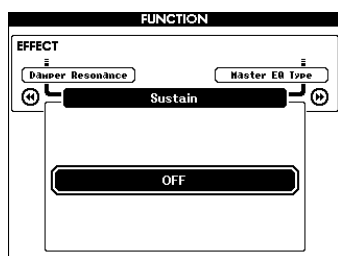 FUNCTION
EFFECT
Damper Resonance
Master EQ Type
Sustain
OFF